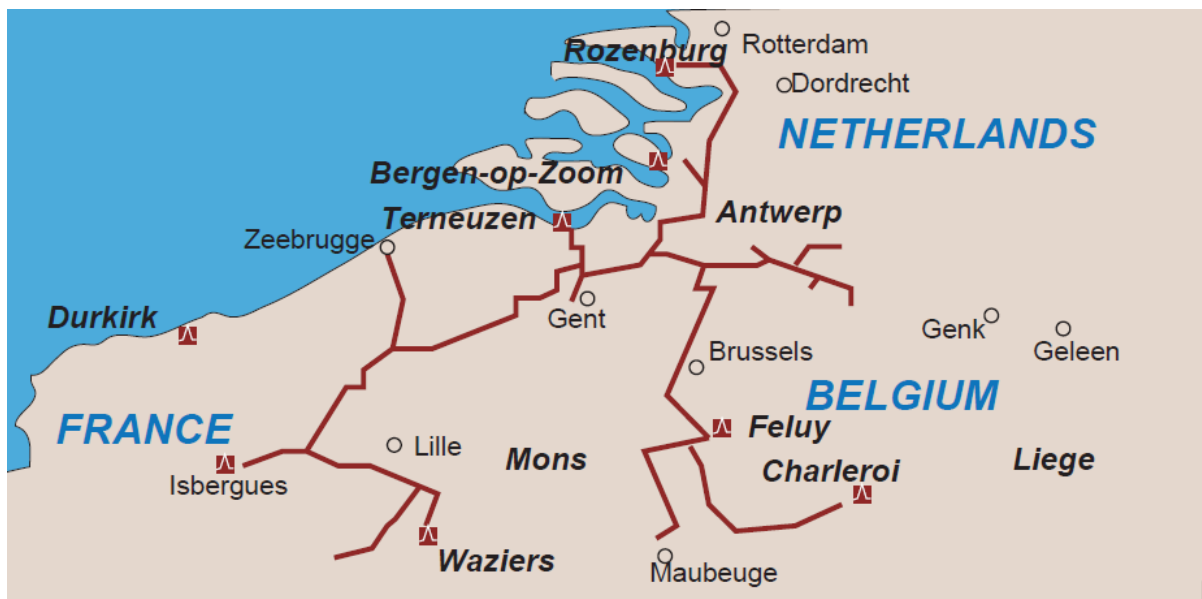 Rotterdam
Rozenburg
Dordrecht
NETHERLANDS
Bergen-op-Zoom
Terneuzen
Antwerp
Zeebrugge
Durkirk
Gent
Genk
Geleen
Brussels
BELGIUM
FRANCE
Feluy
Lille
Mons
Charleroi
Liege
Isbergues
Waziers
Maubeuge